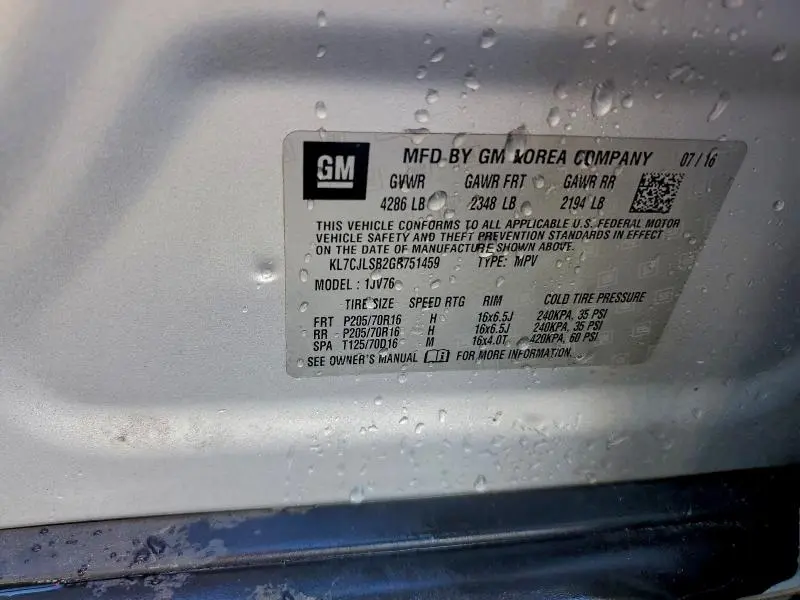 GM MFD BY GM KOREA COMPANY 07/16
GVWR GAWR FRT GAWR RR
4286 LB 2348 LB 2194 LB
THIS VEHICLE CONFORMS TO ALL APPLICABLE U.S. FEDERAL MOTOR
VEHICLE SAFETY AND THEFT PREVENTION STANDARDS IN EFFECT
ON THE DATE OF MANUFACTURE SHOWN ABOVE.
KL7CJLSB2GB751459 TYPE: MPV
MODEL : 1JV76
TIRE SIZE SPEED RTG RIM COLD TIRE PRESSURE
FRT P205/70R16 H 16x6.5J 240KPA, 35 PSI
RR P205/70R16 H 16x6.5J 240KPA, 35 PSI
SPA T125/70D16 M 16x4.0T 420KPA, 60 PSI
SEE OWNER'S MANUAL FOR MORE INFORMATION.